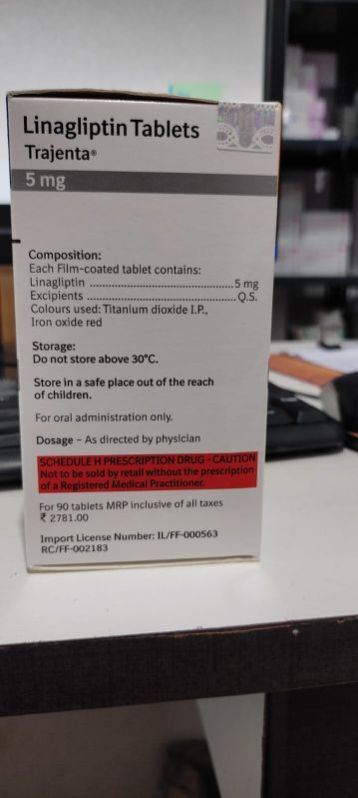 Linagliptin Tablets
Trajenta®
5 mg
Composition:
Each Film-coated tablet contains:
Linagliptin ..................................................5 mg
Excipients ..................................................Q.S.
Colours used: Titanium dioxide I.P.,
Iron oxide red
Storage:
Do not store above 30°C.
Store in a safe place out of the reach
of children.
For oral administration only.
Dosage – As directed by physician
SCHEDULE H PRESCRIPTION DRUG - CAUTION
Not to be sold by retail without the prescription
of a Registered Medical Practitioner.
For 90 tablets MRP inclusive of all taxes
₹ 2781.00
Import License Number: IL/FF-000563
RC/FF-002183